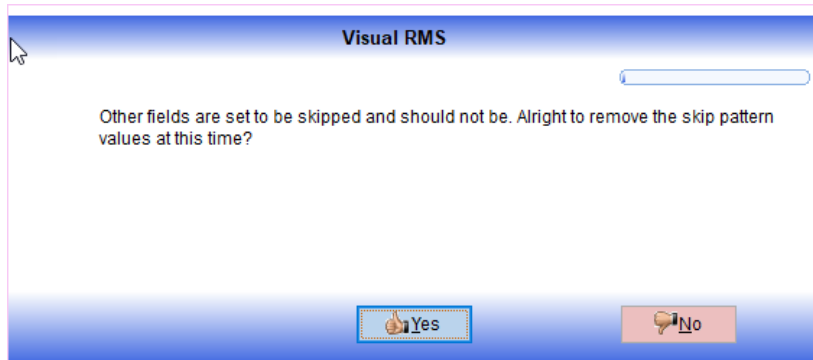 Visual RMS
Other fields are set to be skipped and should not be. Alright to remove the skip pattern
values at this time?
Yes
No